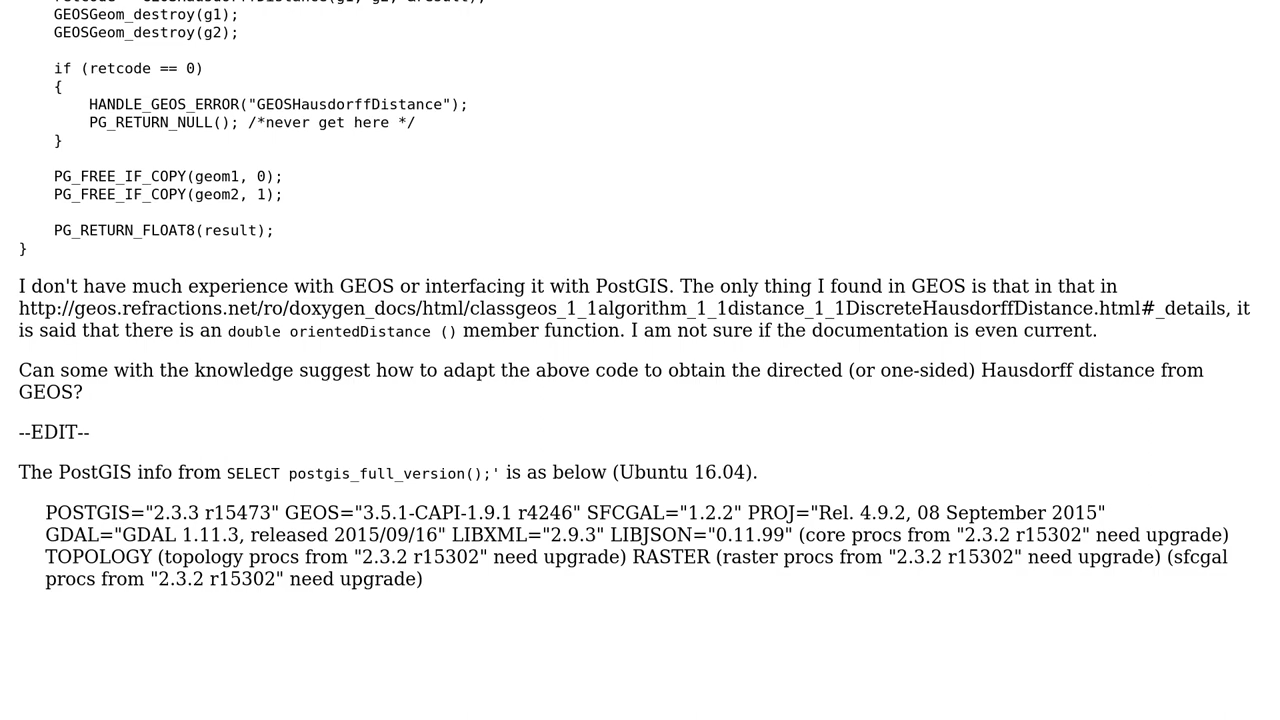 GEOSGeom_destroy(g1);
GEOSGeom_destroy(g2);
if (retcode == 0)
{
HANDLE_GEOS_ERROR("GEOSHausdorffDistance");
PG_RETURN_NULL(); /*never get here */
}
PG_FREE_IF_COPY(geom1, 0);
PG_FREE_IF_COPY(geom2, 1);
PG_RETURN_FLOAT8(result);
}
I don't have much experience with GEOS or interfacing it with PostGIS. The only thing I found in GEOS is that in that in
http://geos.refractions.net/ro/doxygen_docs/html/classgeos_1_1algorithm_1_1distance_1_1DiscreteHausdorffDistance.html#_details, it
is said that there is an double orientedDistance () member function. I am not sure if the documentation is even current.
Can some with the knowledge suggest how to adapt the above code to obtain the directed (or one-sided) Hausdorff distance from
GEOS?
--EDIT--
The PostGIS info from SELECT postgis_full_version();' is as below (Ubuntu 16.04).
POSTGIS="2.3.3 r15473" GEOS="3.5.1-CAPI-1.9.1 r4246" SFCGAL="1.2.2" PROJ="Rel. 4.9.2, 08 September 2015"
GDAL="GDAL 1.11.3, released 2015/09/16" LIBXML="2.9.3" LIBJSON="0.11.99" (core procs from "2.3.2 r15302" need upgrade)
TOPOLOGY (topology procs from "2.3.2 r15302" need upgrade) RASTER (raster procs from "2.3.2 r15302" need upgrade) (sfcgal
procs from "2.3.2 r15302" need upgrade)